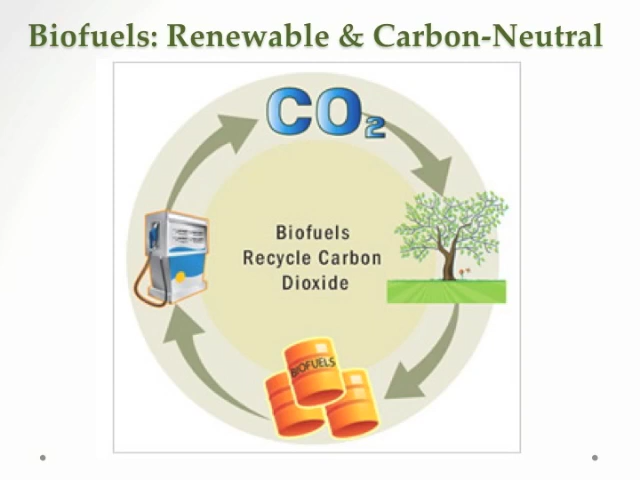 Biofuels: Renewable & Carbon-Neutral
CO₂
Biofuels
Recycle Carbon
Dioxide
BIOFUELS